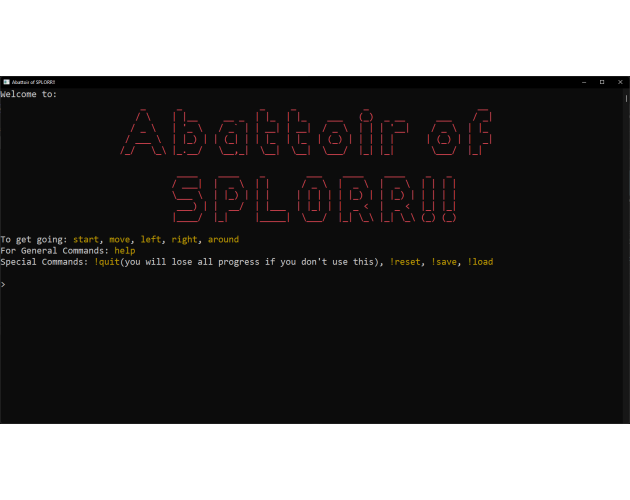 Abattoir of SPLORR!!
Welcome to:
Abattoir of
SPLORR!!
To get going: start, move, left, right, around
For General Commands: help
Special Commands: !quit(you will lose all progress if you don't use this), !reset, !save, !load
>